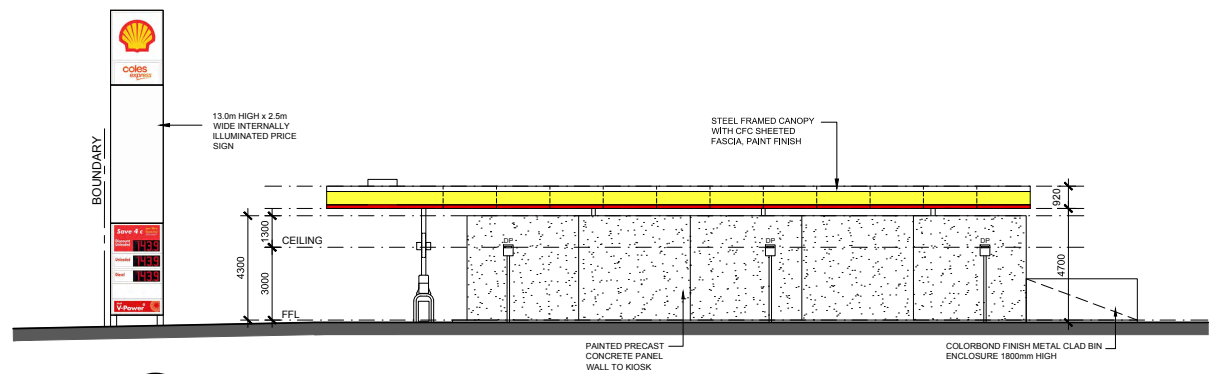 coles
express
BOUNDARY
13.0m HIGH x 2.5m
WIDE INTERNALLY
ILLUMINATED PRICE
SIGN
Save 4 c
Discount
Unleaded
143.9
Unleaded
143.9
Diesel
143.9
V-Power
STEEL FRAMED CANOPY
WITH CFC SHEETED
FASCIA, PAINT FINISH
920
4700
1300
3000
4300
CEILING
FFL
DP
DP
DP
PAINTED PRECAST
CONCRETE PANEL
WALL TO KIOSK
COLORBOND FINISH METAL CLAD BIN
ENCLOSURE 1800mm HIGH